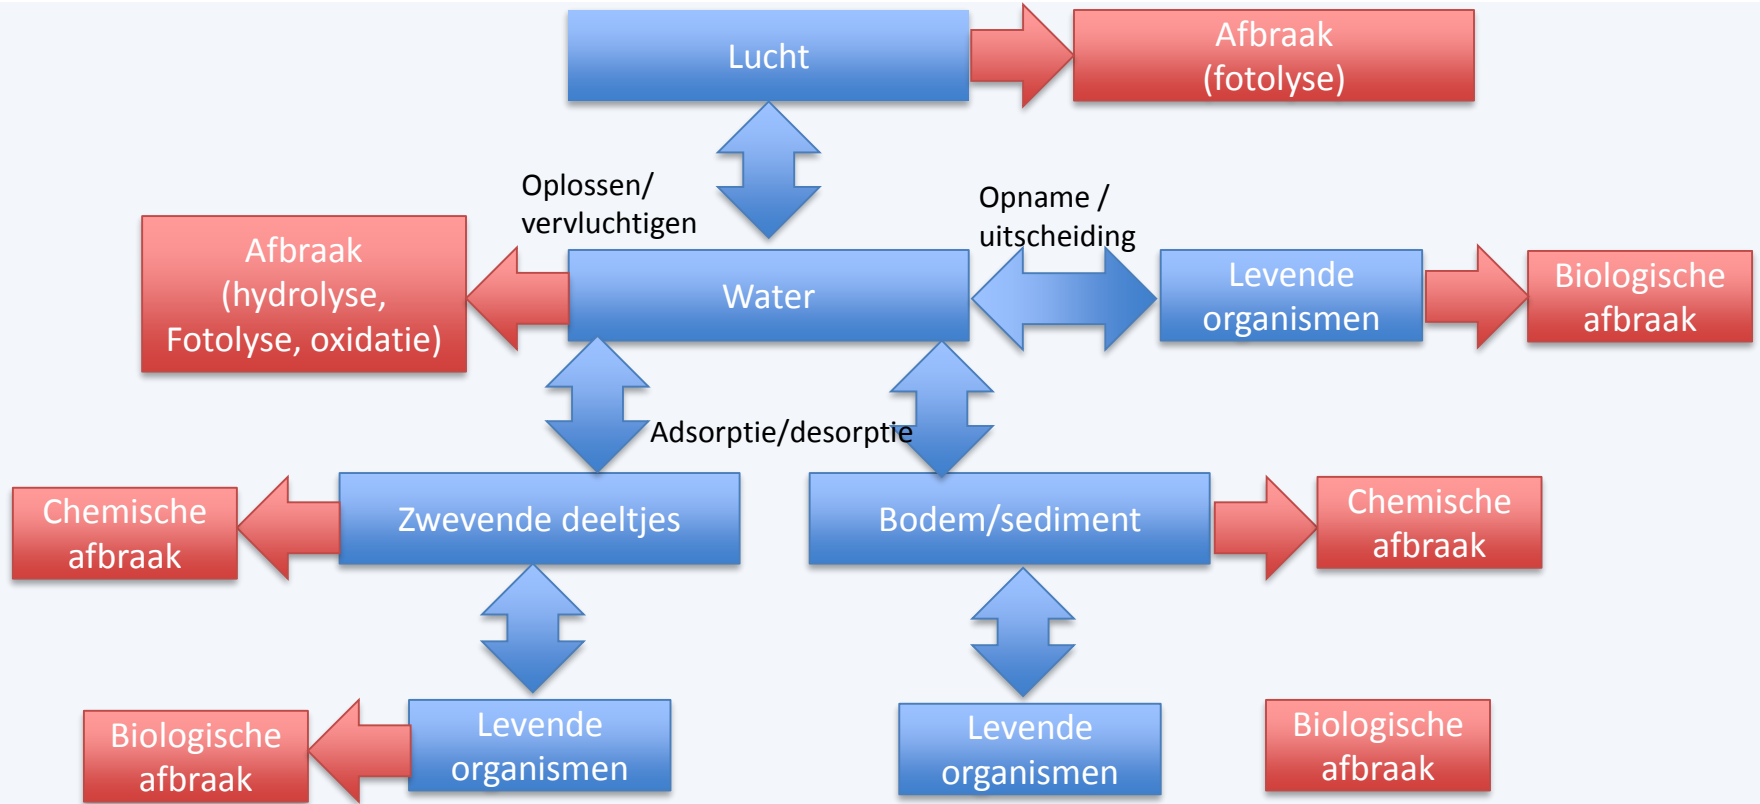 Lucht
Afbraak
(fotolyse)
Oplossen/
vervluchtigen
Opname /
uitscheiding
Afbraak
(hydrolyse,
Fotolyse, oxidatie)
Water
Levende
organismen
Biologische
afbraak
Adsorptie/desorptie
Chemische
afbraak
Zwevende deeltjes
Bodem/sediment
Chemische
afbraak
Biologische
afbraak
Levende
organismen
Levende
organismen
Biologische
afbraak